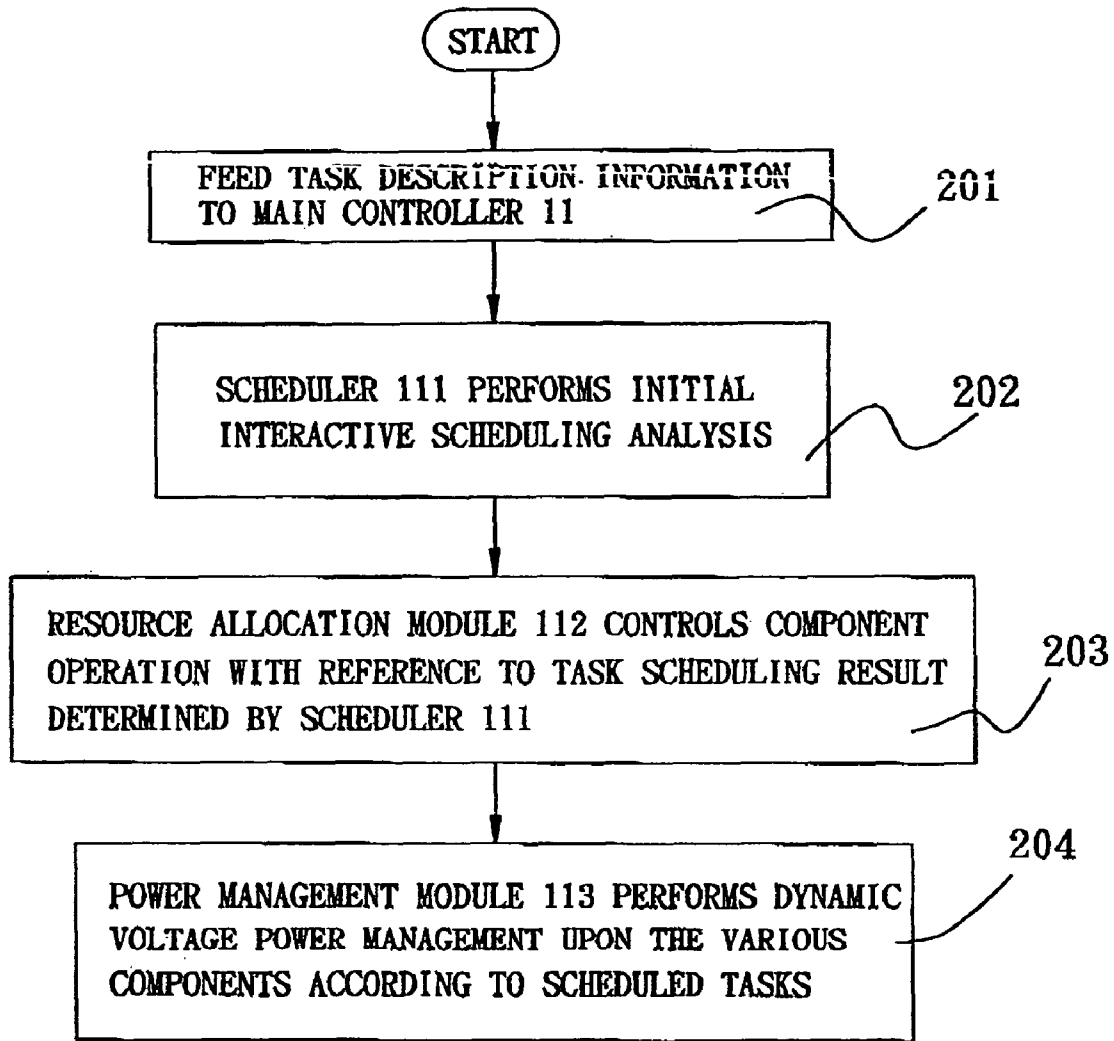 START
FEED TASK DESCRIPTION INFORMATION
TO MAIN CONTROLLER 11
201
SCHEDULER 111 PERFORMS INITIAL
INTERACTIVE SCHEDULING ANALYSIS
202
RESOURCE ALLOCATION MODULE 112 CONTROLS COMPONENT
OPERATION WITH REFERENCE TO TASK SCHEDULING RESULT
DETERMINED BY SCHEDULER 111
203
POWER MANAGEMENT MODULE 113 PERFORMS DYNAMIC
VOLTAGE POWER MANAGEMENT UPON THE VARIOUS
COMPONENTS ACCORDING TO SCHEDULED TASKS
204